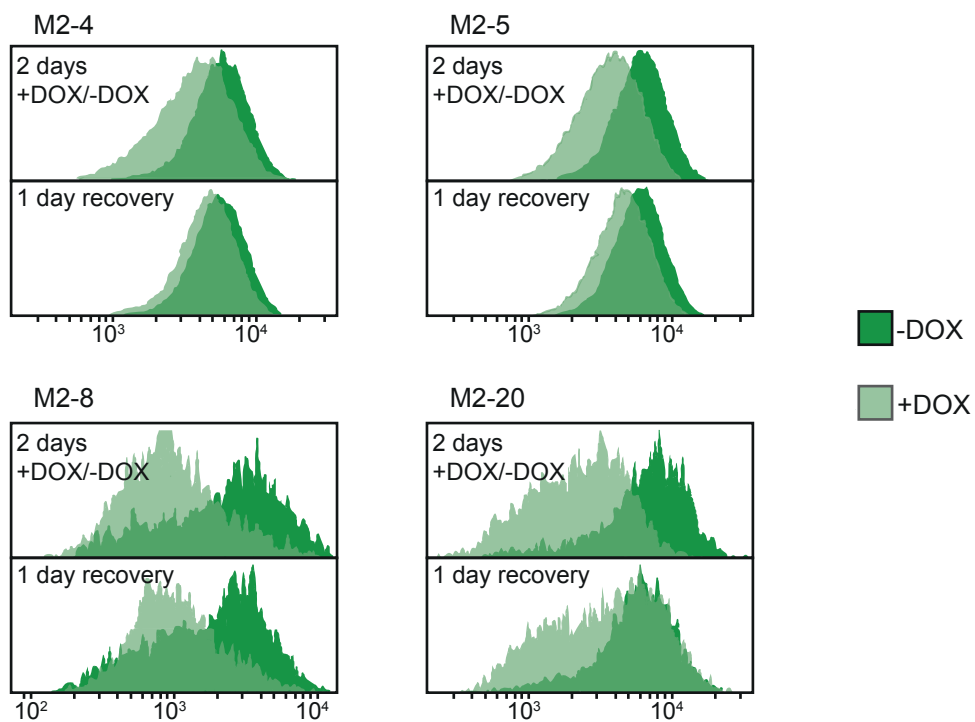 M2-4
2 days
+DOX/-DOX
1 day recovery
10³ 10⁴
M2-5
2 days
+DOX/-DOX
1 day recovery
10³ 10⁴
-DOX
+DOX
M2-8
2 days
+DOX/-DOX
1 day recovery
10² 10³ 10⁴
M2-20
2 days
+DOX/-DOX
1 day recovery
10³ 10⁴